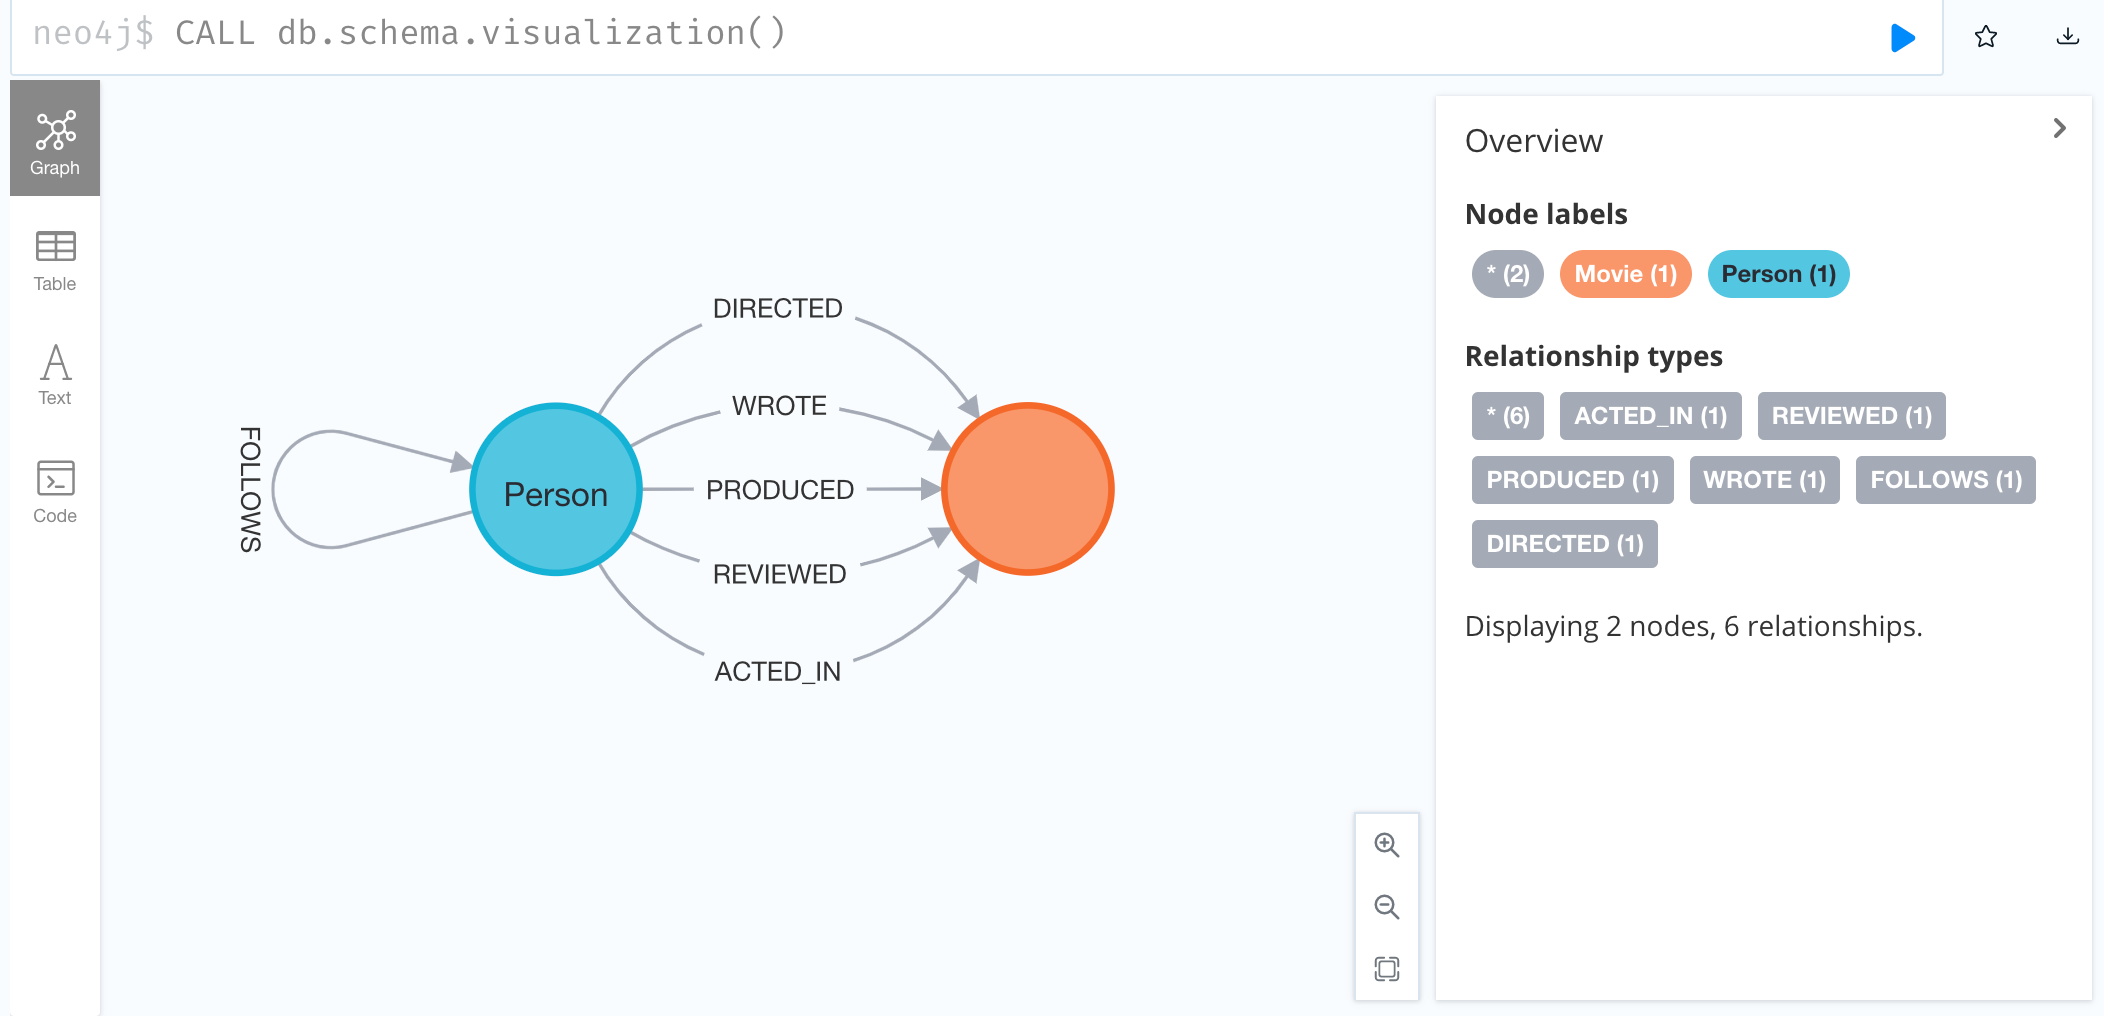 neo4j$ CALL db.schema.visualization()
Graph
Table
Text
Code
FOLLOWS
Person
DIRECTED
WROTE
PRODUCED
REVIEWED
ACTED_IN
Overview
Node labels
* (2) Movie (1) Person (1)
Relationship types
* (6) ACTED_IN (1) REVIEWED (1)
PRODUCED (1) WROTE (1) FOLLOWS (1)
DIRECTED (1)
Displaying 2 nodes, 6 relationships.